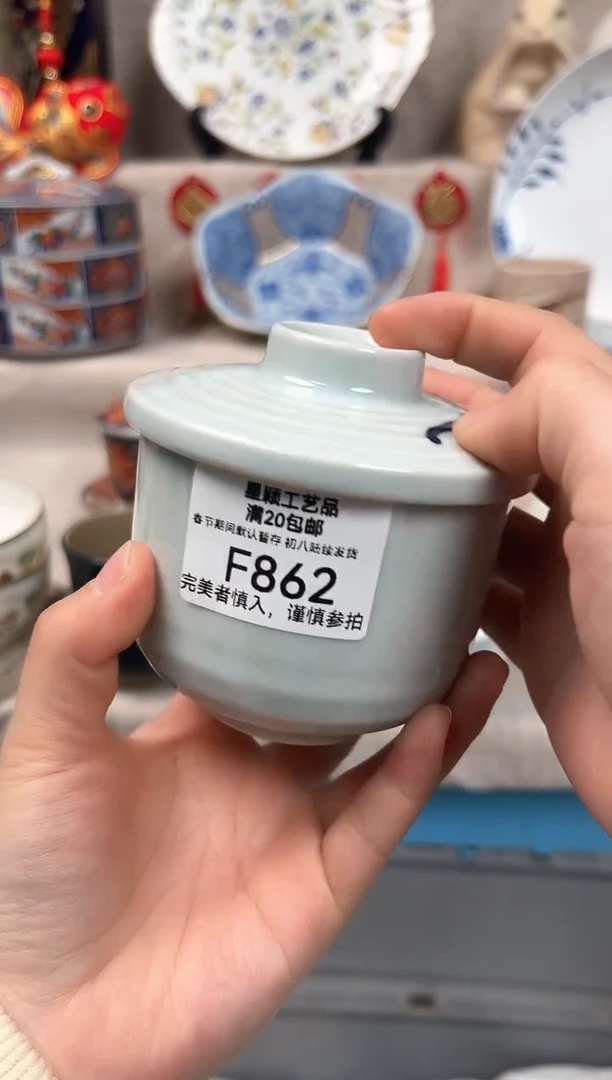 星颖工艺品
满20包邮
春节期间默认暂存 初八陆续发货
F862
完美者慎入，谨慎参拍